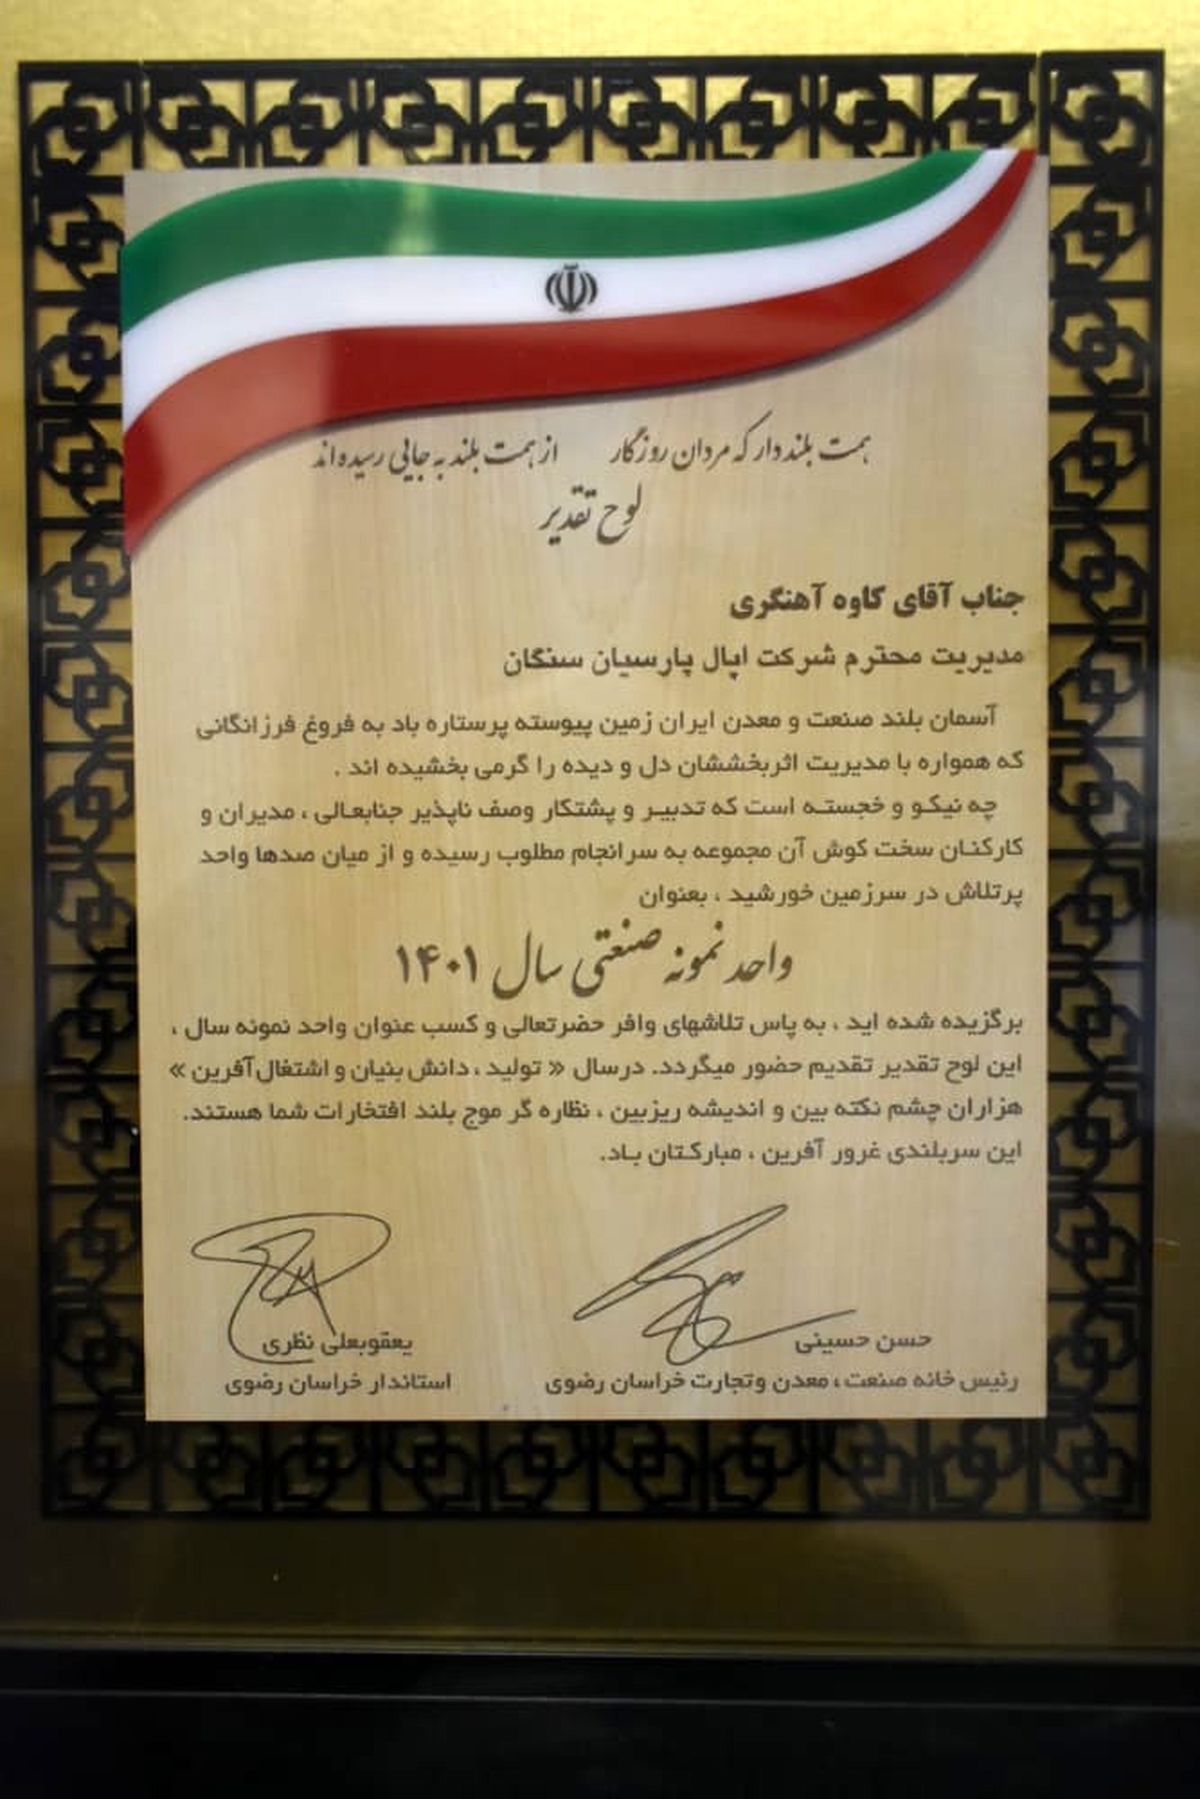 همت بلند دار که مردان روزگار از همت بلند به جایی رسیده اند
لوح تقدیر
جناب آقای کاوه آهنگری
مدیریت محترم شرکت اپال پارسیان سنگان
آسمان بلند صنعت و معدن ایران زمین پیوسته پرستاره باد به فروغ فرزانگانی
که همواره با مدیریت اثربخششان دل و دیده را گرمی بخشیده اند .
چه نیکو و خجسته است که تدبیر و پشتکار وصف ناپذیر جنابعالی ، مدیران و
کارکنان سخت کوش آن مجموعه به سرانجام مطلوب رسیده و از میان صدها واحد
پرتلاش در سرزمین خورشید ، بعنوان
واحد نمونه صنعتی سال ۱۴۰۱
برگزیده شده اید ، به پاس تلاشهای وافر حضرتعالی و کسب عنوان واحد نمونه سال ،
این لوح تقدیر تقدیم حضور میگردد. درسال « تولید ، دانش بنیان و اشتغال آفرین »
هزاران چشم نکته بین و اندیشه ریزبین ، نظاره گر موج بلند افتخارات شما هستند.
این سربلندی غرور آفرین ، مبارکتان باد.
حسن حسینی
رئیس خانه صنعت ، معدن وتجارت خراسان رضوی
یعقوبعلی نظری
استاندار خراسان رضوی